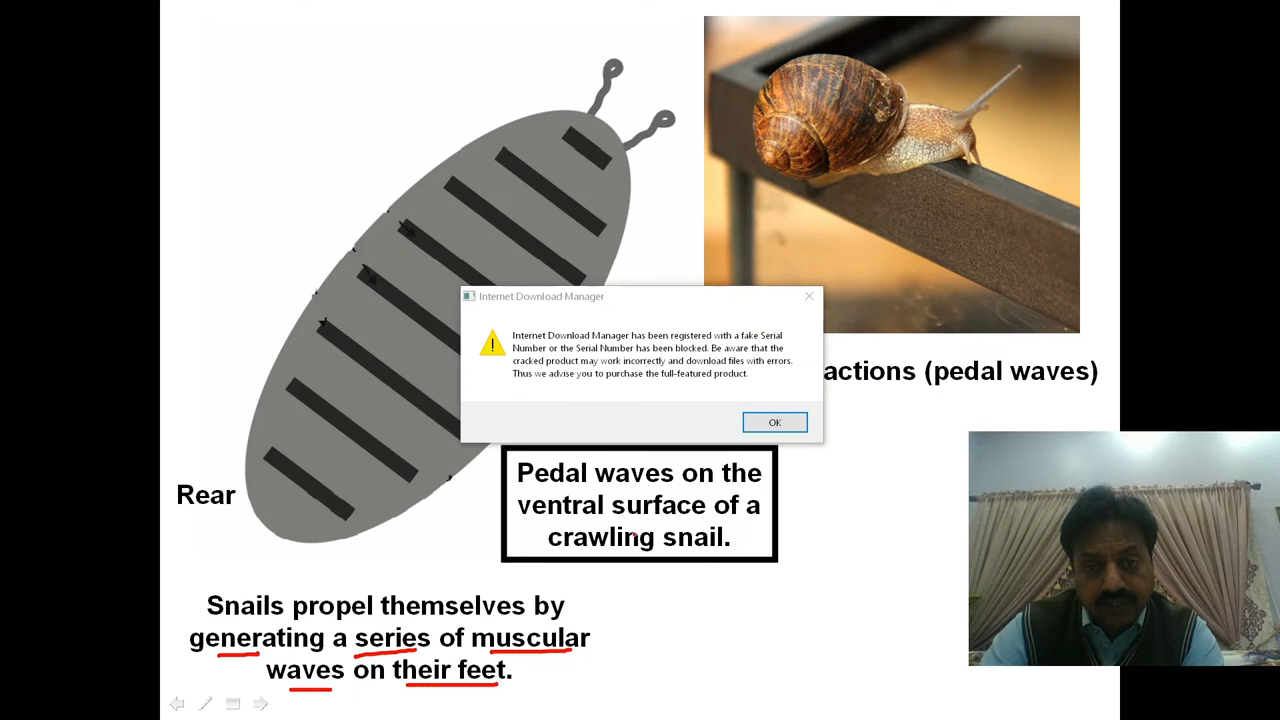 Internet Download Manager
Internet Download Manager has been registered with a fake Serial
Number or the Serial Number has been blocked. Be aware that the
cracked product may work incorrectly and download files with errors.
Thus we advise you to purchase the full-featured product.
OK
actions (pedal waves)
Rear
Pedal waves on the
ventral surface of a
crawling snail.
Snails propel themselves by
generating a series of muscular
waves on their feet.